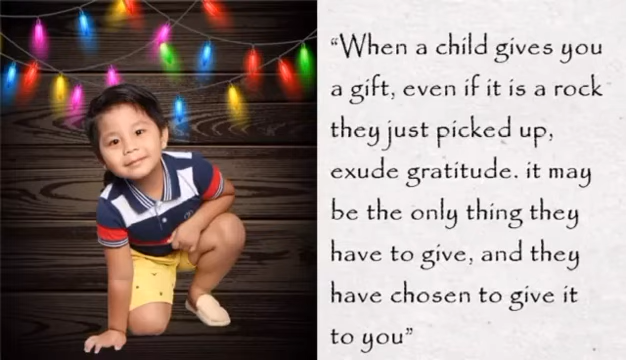 “When a child gives you
a gift, even if it is a rock
they just picked up,
exude gratitude. it may
be the only thing they
have to give, and they
have chosen to give it
to you”